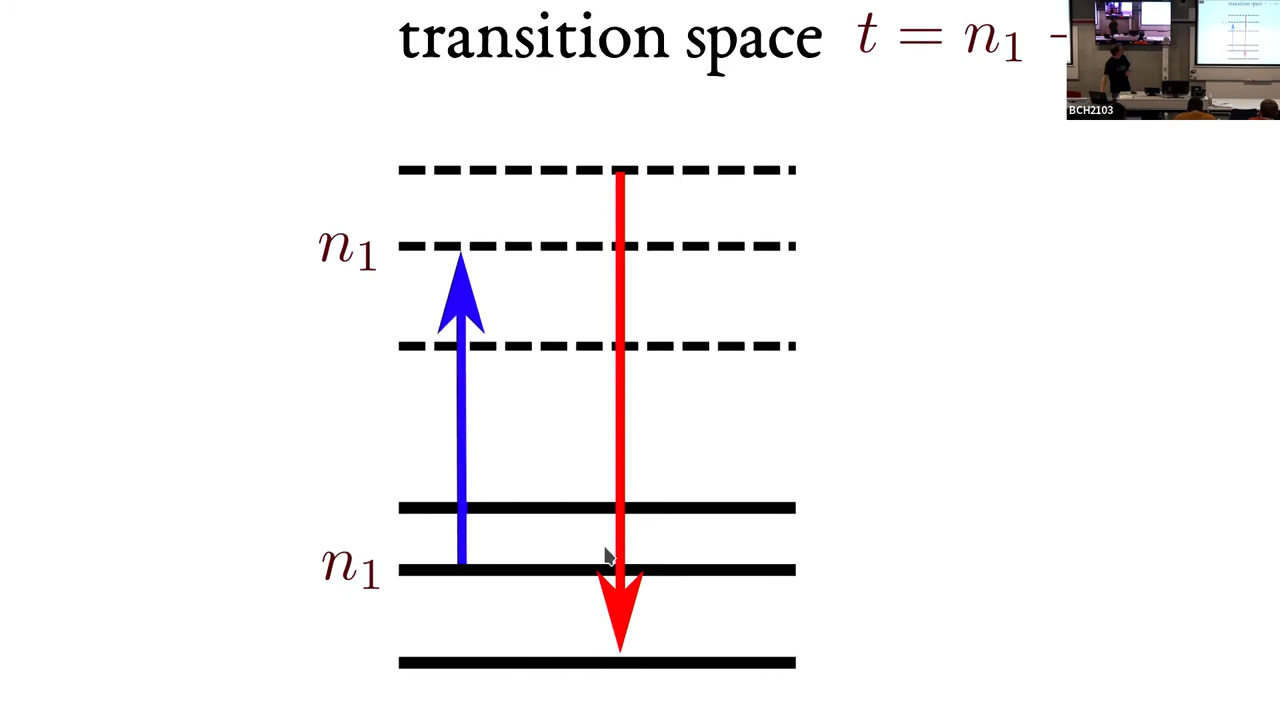 transition space t = n₁ -
BCH2103
n₁
n₁